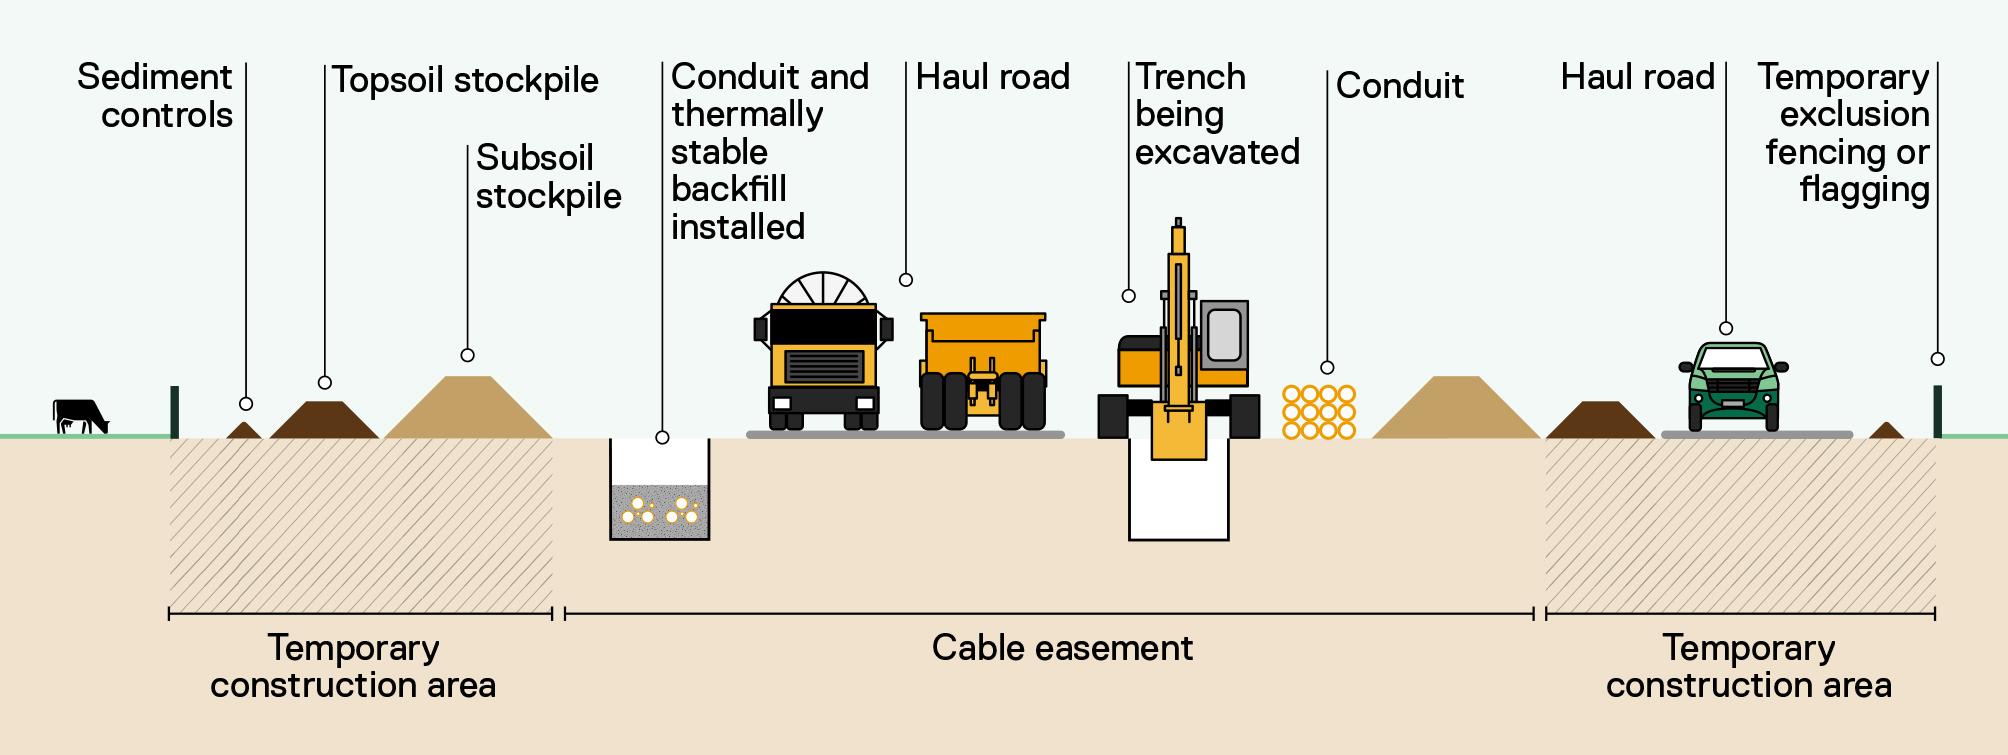 Sediment
controls
Topsoil stockpile
Subsoil
stockpile
Conduit and
thermally
stable
backfill
installed
Haul road
Trench
being
excavated
Conduit
Haul road
Temporary
exclusion
fencing or
flagging
Temporary
construction area
Cable easement
Temporary
construction area